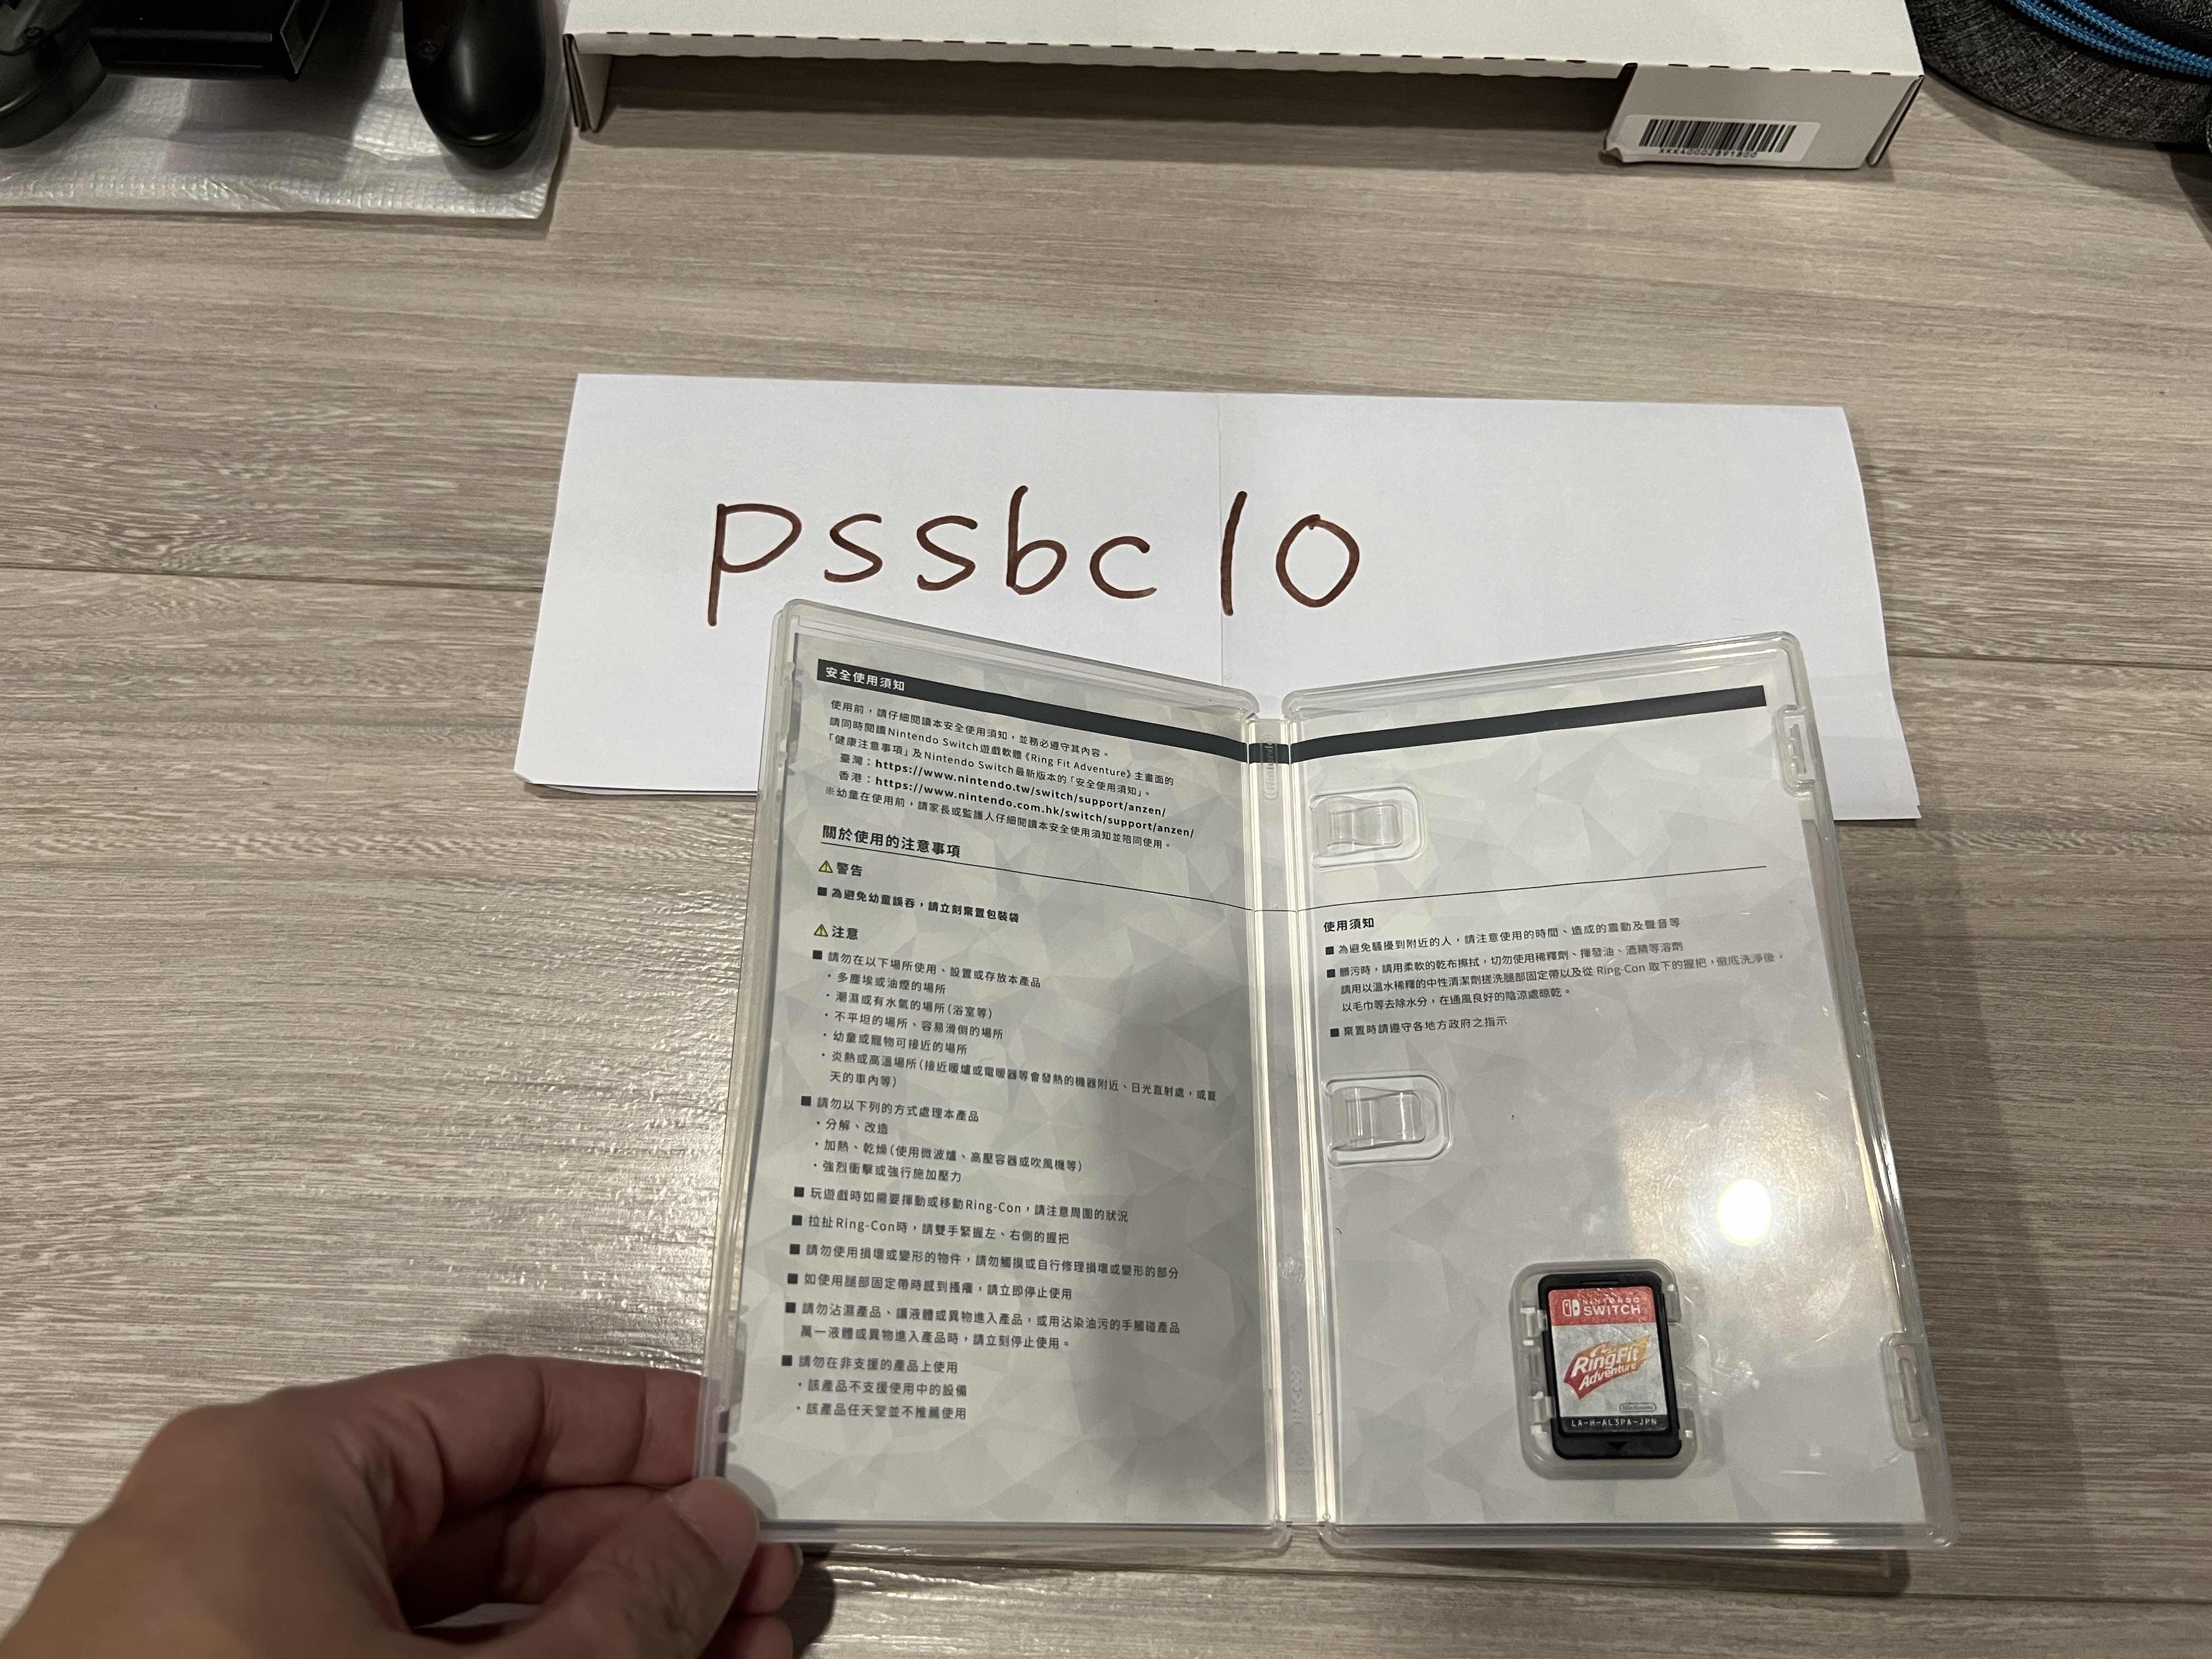 XKK40002891800
pssbc10
安全使用須知
使用前，請仔細閱讀本安全使用須知，並務必遵守其內容。
請同時閱讀Nintendo Switch遊戲軟體《Ring Fit Adventure》主畫面的
「健康注意事項」及Nintendo Switch最新版本的「安全使用須知」。
臺灣：https://www.nintendo.tw/switch/support/anzen/
香港：https://www.nintendo.com.hk/switch/support/anzen/
※幼童在使用前，請家長或監護人仔細閱讀本安全使用須知並陪同使用。
關於使用的注意事項
警告
■ 為避免幼童誤吞，請立刻棄置包裝袋
注意
■ 請勿在以下場所使用、設置或存放本產品
・多塵埃或油煙的場所
・潮濕或有水氣的場所（浴室等）
・不平坦的場所、容易滑倒的場所
・幼童或寵物可接近的場所
・炎熱或高溫場所（接近暖爐或電暖器等會發熱的機器附近、日光直射處，或夏
天的車內等）
■ 請勿以下列的方式處理本產品
・分解、改造
・加熱、乾燥（使用微波爐、高壓容器或吹風機等）
・強烈衝擊或強行施加壓力
■ 玩遊戲時如需要揮動或移動Ring-Con，請注意周圍的狀況
■ 拉扯Ring-Con時，請雙手緊握左、右側的握把
■ 請勿使用損壞或變形的物件，請勿觸摸或自行修理損壞或變形的部分
■ 如使用腿部固定帶時感到搔癢，請立即停止使用
■ 請勿沾濕產品、讓液體或異物進入產品，或用沾染油污的手觸碰產品
萬一液體或異物進入產品時，請立刻停止使用。
■ 請勿在非支援的產品上使用
・該產品不支援使用中的設備
・該產品任天堂並不推薦使用
使用須知
■ 為避免騷擾到附近的人，請注意使用的時間、造成的震動及聲音等
■ 髒污時，請用柔軟的乾布擦拭，切勿使用稀釋劑、揮發油、酒精等溶劑
請用以溫水稀釋的中性清潔劑搓洗腿部固定帶以及從 Ring-Con 取下的握把，徹底洗淨後，
以毛巾等去除水分，在通風良好的陰涼處晾乾。
■ 棄置時請遵守各地方政府之指示
NINTENDO
SWITCH
RingFit
Adventure
Nintendo
LA-H-AL3PA-JPN